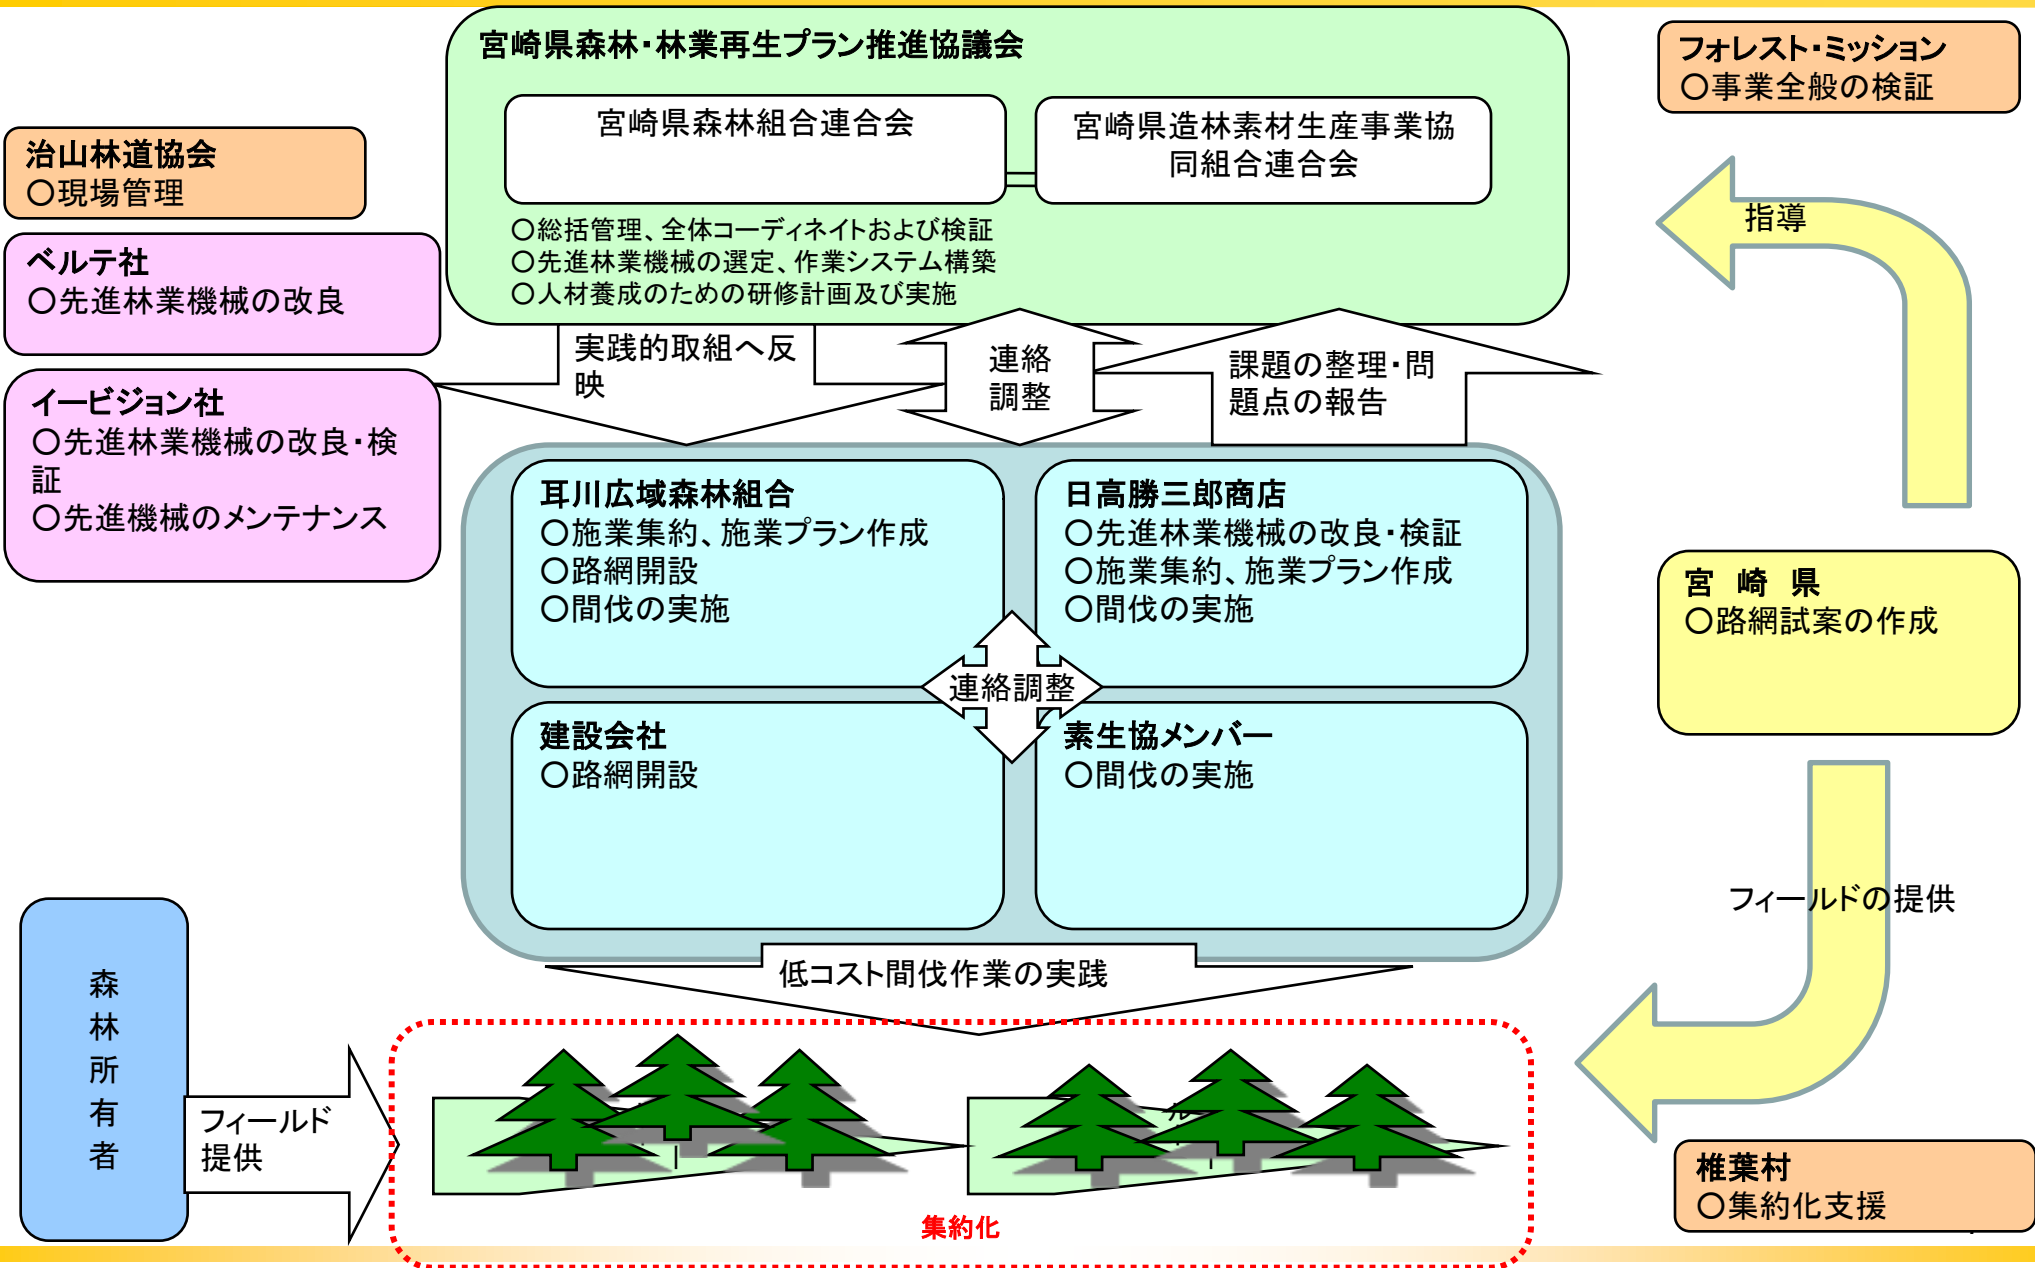 宮崎県森林・林業再生プラン推進協議会
宮崎県森林組合連合会
宮崎県造林素材生産事業協
同組合連合会
○総括管理、全体コーディネイトおよび検証
○先進林業機械の選定、作業システム構築
○人材養成のための研修計画及び実施
フォレスト・ミッション
○事業全般の検証
治山林道協会
○現場管理
ベルテ社
○先進林業機械の改良
イービジョン社
○先進林業機械の改良・検
証
○先進機械のメンテナンス
実践的取組へ反
映
連絡
調整
課題の整理・問
題点の報告
指導
耳川広域森林組合
○施業集約、施業プラン作成
○路網開設
○間伐の実施
日高勝三郎商店
○先進林業機械の改良・検証
○施業集約、施業プラン作成
○間伐の実施
連絡調整
建設会社
○路網開設
素生協メンバー
○間伐の実施
宮 崎 県
○路網試案の作成
フィールドの提供
低コスト間伐作業の実践
森
林
所
有
者
フィールド
提供
集約化
椎葉村
○集約化支援